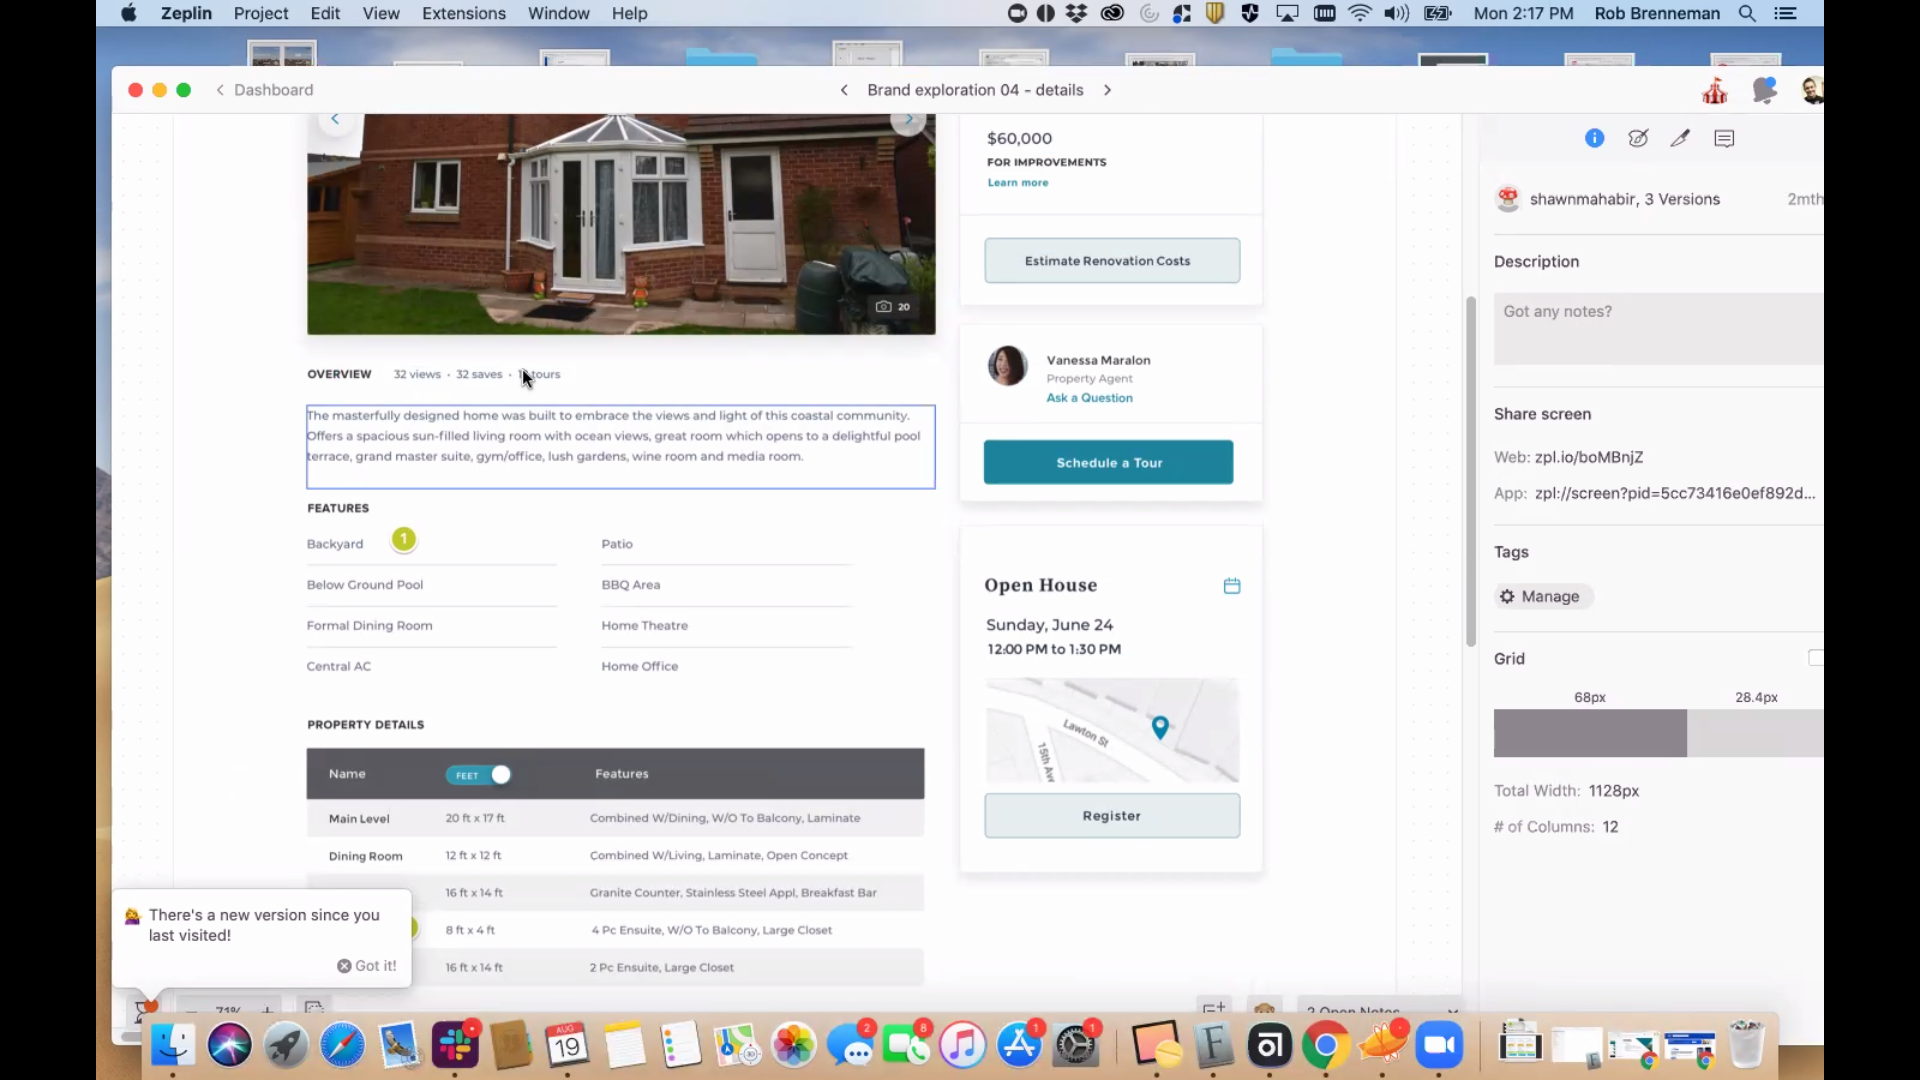 Zeplin Project Edit View Extensions Window Help Mon 2:17 PM Rob Brenneman
Dashboard
Brand exploration 04 - details
$60,000
FOR IMPROVEMENTS
Learn more
Estimate Renovation Costs
20
OVERVIEW 32 views · 32 saves · tours
The masterfully designed home was built to embrace the views and light of this coastal community.
Offers a spacious sun-filled living room with ocean views, great room which opens to a delightful pool
terrace, grand master suite, gym/office, lush gardens, wine room and media room.
Vanessa Maralon
Property Agent
Ask a Question
Schedule a Tour
FEATURES
Backyard 1 Patio
Below Ground Pool BBQ Area
Formal Dining Room Home Theatre
Central AC Home Office
Open House
Sunday, June 24
12:00 PM to 1:30 PM
Lawton St
15th Ave
Register
PROPERTY DETAILS
Name FEET Features
Main Level 20 ft x 17 ft Combined W/Dining, W/O To Balcony, Laminate
Dining Room 12 ft x 12 ft Combined W/Living, Laminate, Open Concept
16 ft x 14 ft Granite Counter, Stainless Steel Appl, Breakfast Bar
8 ft x 4 ft 4 Pc Ensuite, W/O To Balcony, Large Closet
16 ft x 14 ft 2 Pc Ensuite, Large Closet
There's a new version since you
last visited!
Got it!
71%
2 Open Notes
shawnmahabir, 3 Versions 2mth
Description
Got any notes?
Share screen
Web: zpl.io/boMBnjZ
App: zpl://screen?pid=5cc73416e0ef892d...
Tags
Manage
Grid
68px 28.4px
Total Width: 1128px
# of Columns: 12
AUG
19
2
8
1
1